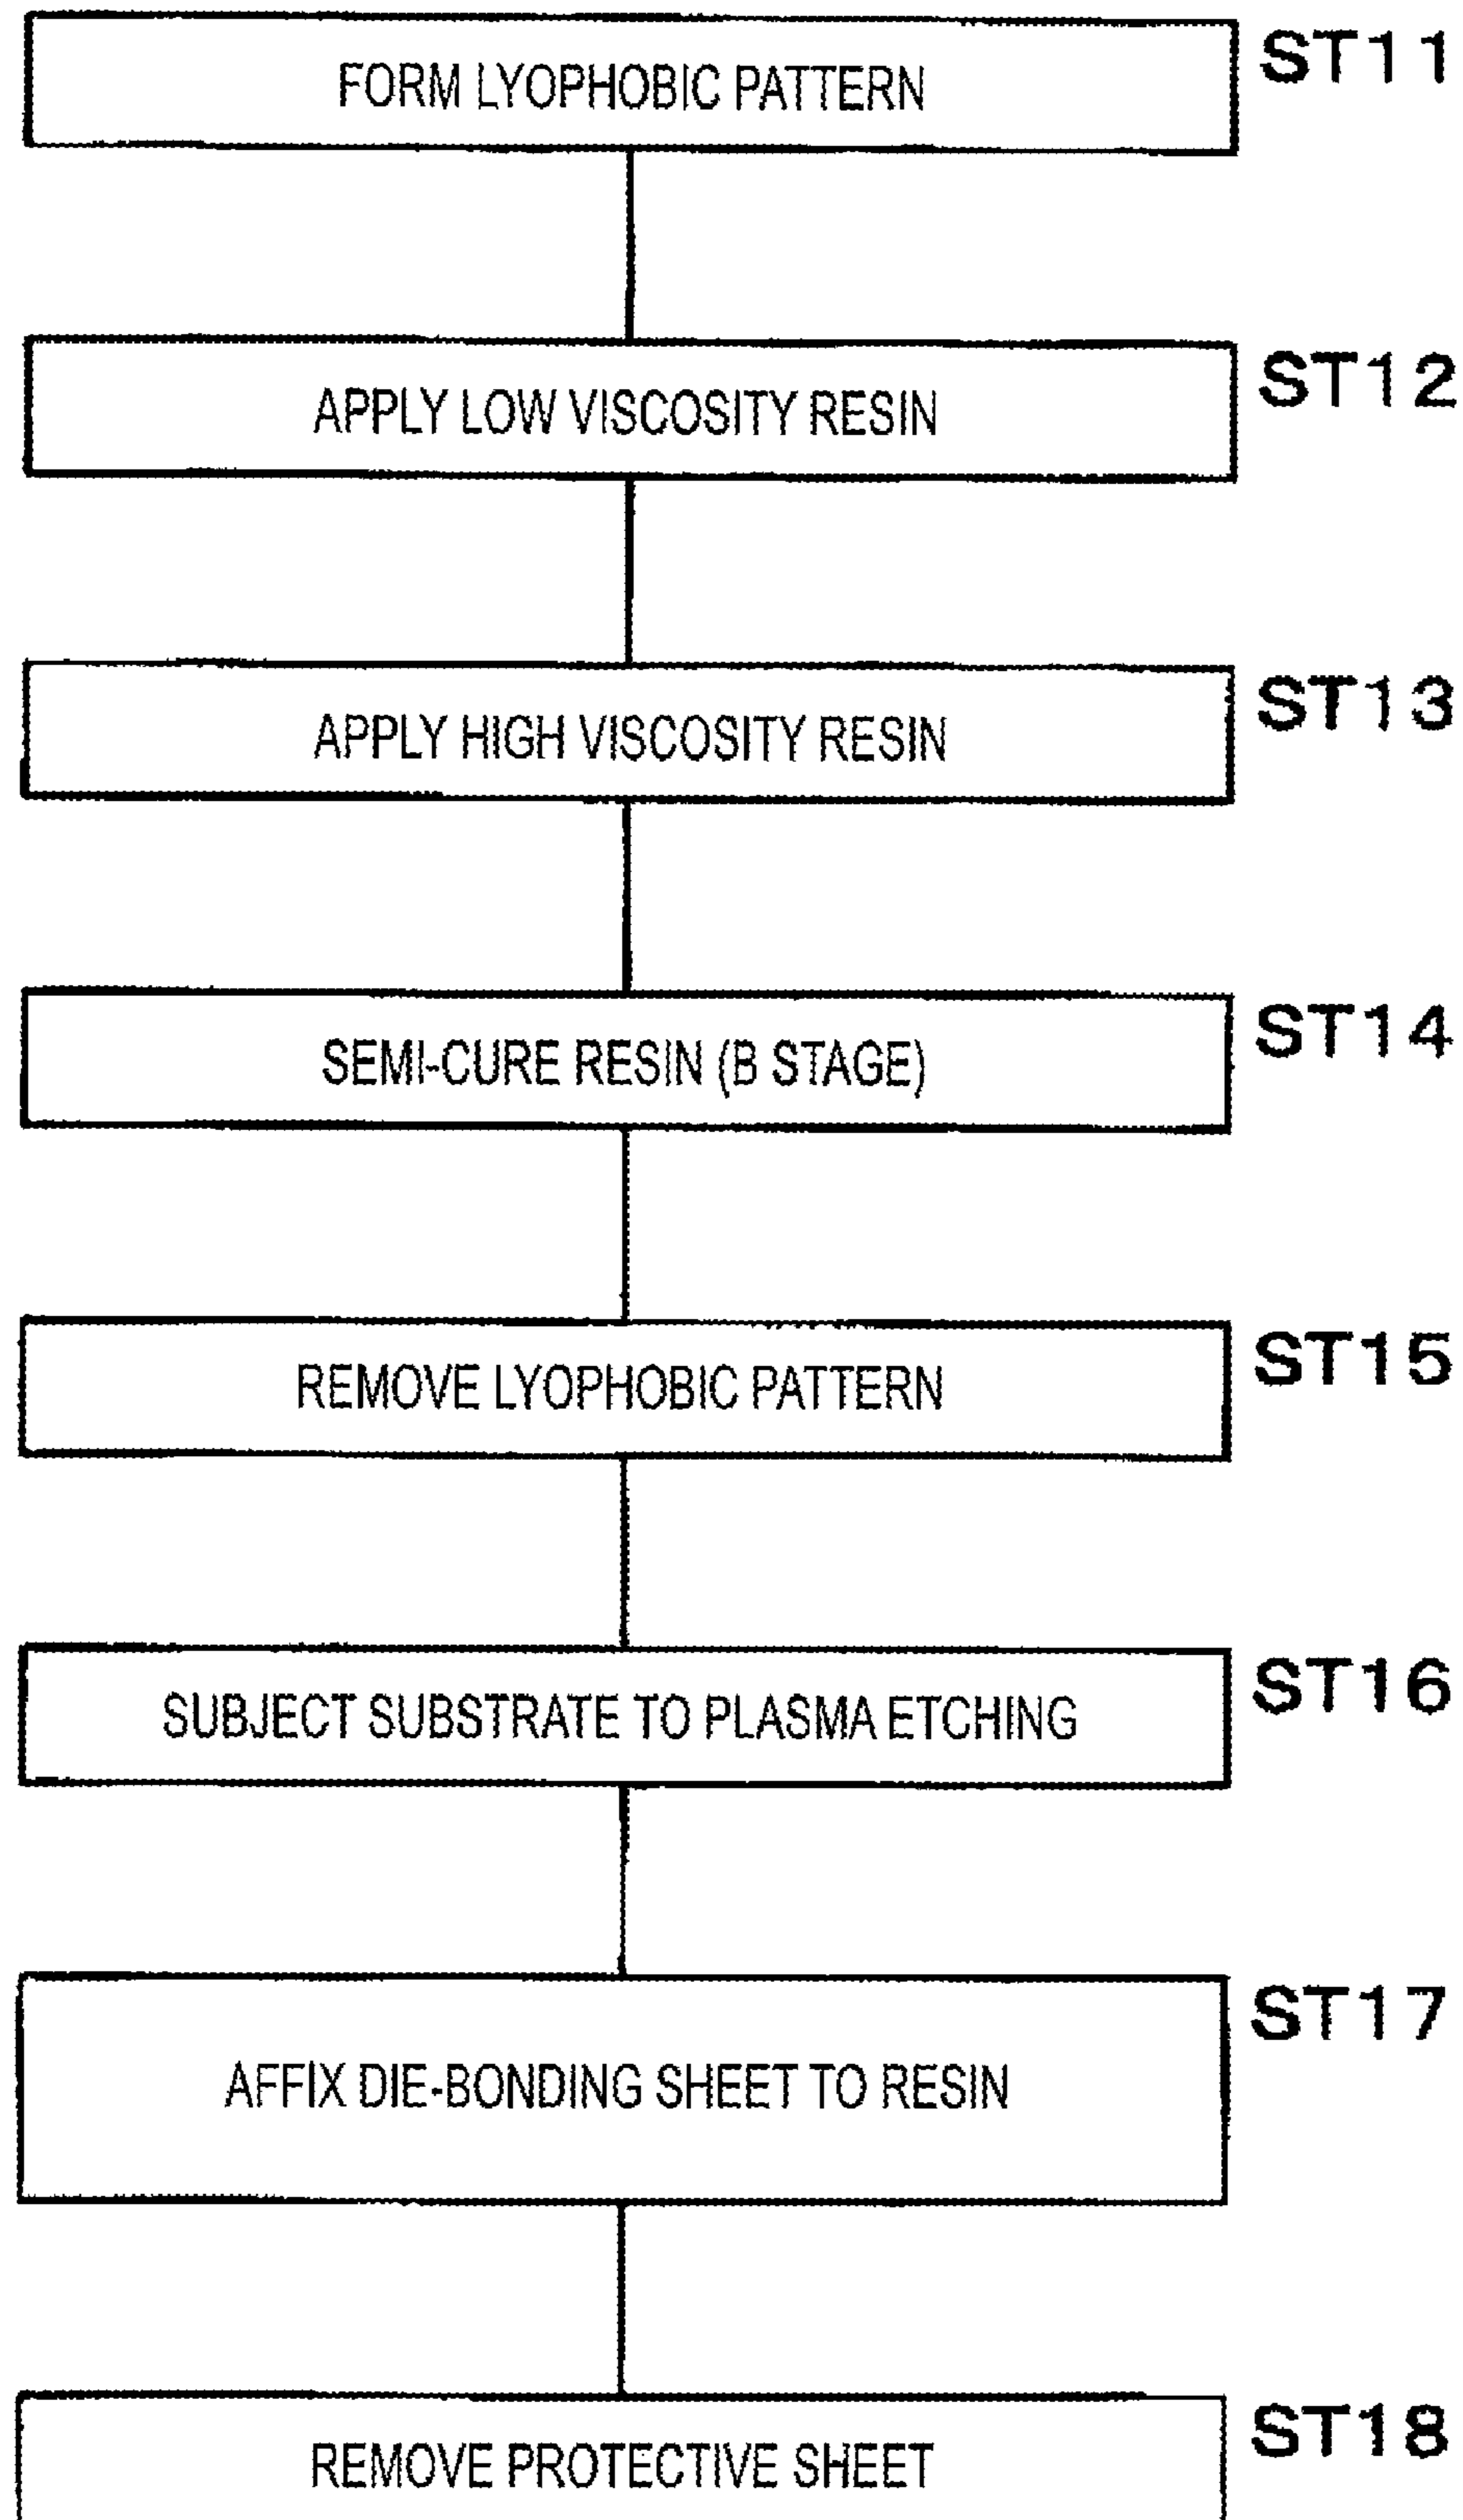 FORM LYOPHOBIC PATTERN ST11
APPLY LOW VISCOSITY RESIN ST12
APPLY HIGH VISCOSITY RESIN ST13
SEMI-CURE RESIN (B STAGE) ST14
REMOVE LYOPHOBIC PATTERN ST15
SUBJECT SUBSTRATE TO PLASMA ETCHING ST16
AFFIX DIE-BONDING SHEET TO RESIN ST17
REMOVE PROTECTIVE SHEET ST18